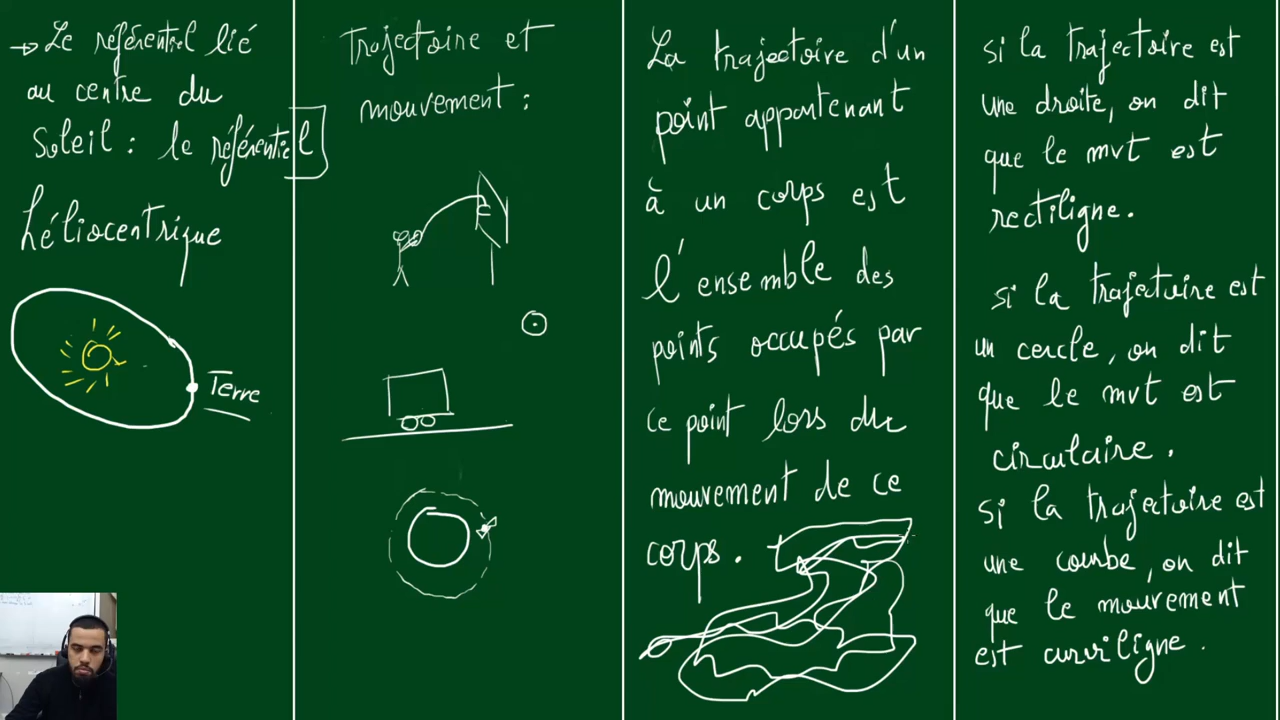 → Le référentiel lié
au centre du
Soleil : le référentiel
héliocentrique
Terre
Trajectoire et
mouvement :
La trajectoire d'un
point appartenant
à un corps est
l'ensemble des
points occupés par
ce point lors du
mouvement de ce
corps.
si la trajectoire est
une droite, on dit
que le mvt est
rectiligne.
si la trajectoire est
un cercle, on dit
que le mvt est
circulaire.
si la trajectoire est
une courbe, on dit
que le mouvement
est curviligne.